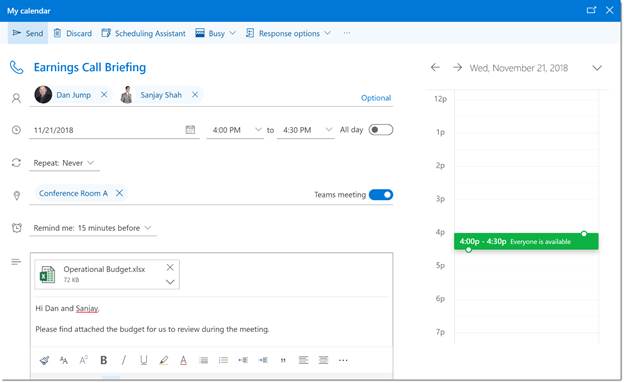 My calendar
Send Discard Scheduling Assistant Busy Response options ...
Earnings Call Briefing
Dan Jump Sanjay Shah Optional
11/21/2018 4:00 PM to 4:30 PM All day
Repeat: Never
Conference Room A Teams meeting
Remind me: 15 minutes before
Operational Budget.xlsx
72 KB
Hi Dan and Sanjay,
Please find attached the budget for us to review during the meeting.
B I U A
Wed, November 21, 2018
12p
1p
2p
3p
4p
4:00p - 4:30p Everyone is available
5p
6p
7p